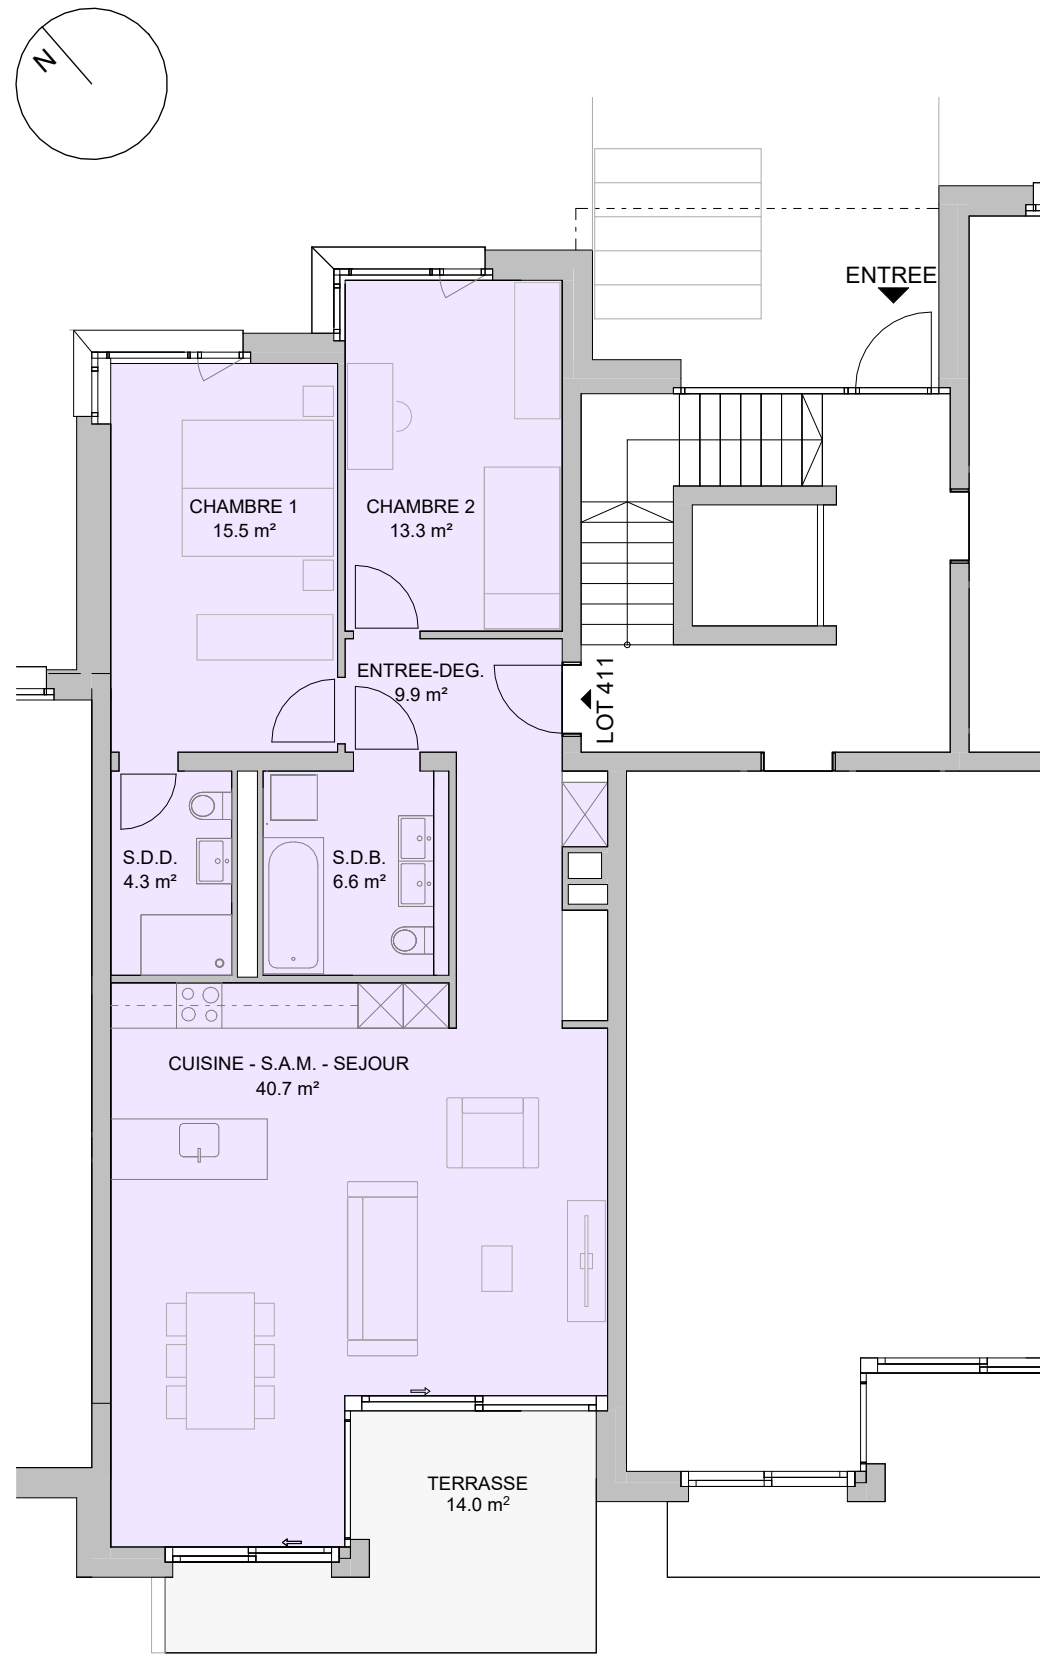 N
ENTREE
CHAMBRE 1
15.5 m²
CHAMBRE 2
13.3 m²
ENTREE-DEG.
9.9 m²
LOT 411
S.D.D.
4.3 m²
S.D.B.
6.6 m²
CUISINE - S.A.M. - SEJOUR
40.7 m²
TERRASSE
14.0 m²